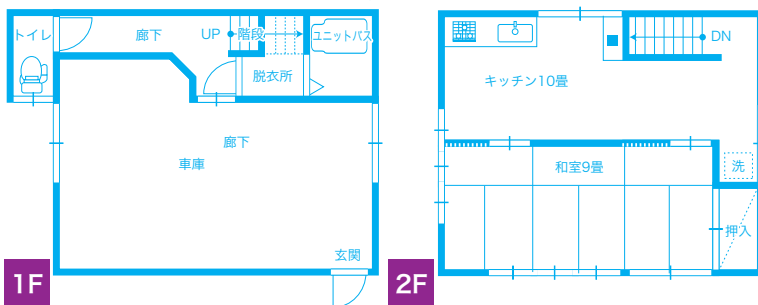 トイレ
廊下
UP
階段
ユニットバス
脱衣所
廊下
車庫
玄関
1F
DN
キッチン10畳
和室9畳
洗
押入
2F